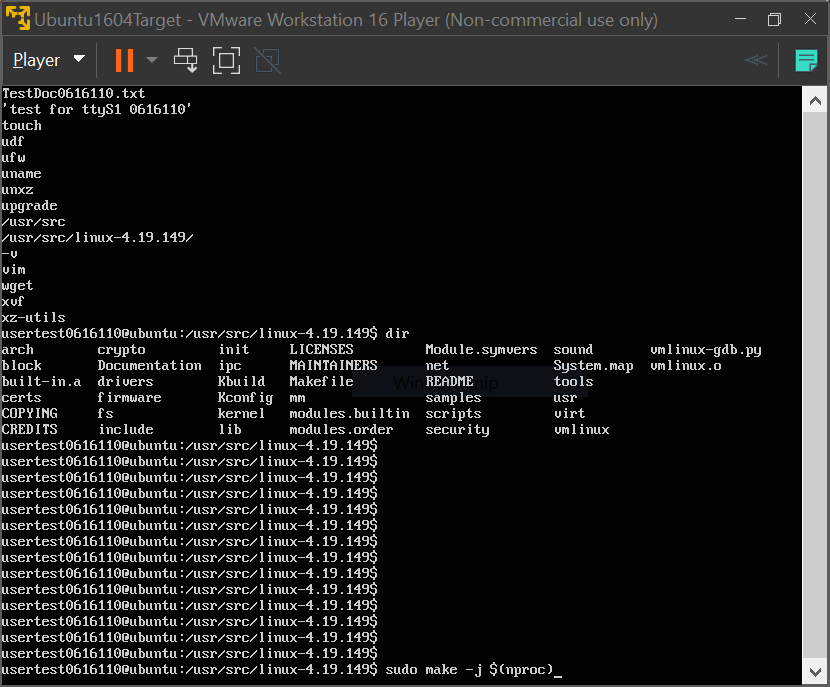 Ubuntu1604Target - VMware Workstation 16 Player (Non-commercial use only)
Player
TestDoc0616110.txt
'test for ttyS1 0616110'
touch
udf
ufw
uname
unxz
upgrade
/usr/src
/usr/src/linux-4.19.149/
-v
vim
wget
xvf
xz-utils
usertest0616110@ubuntu:/usr/src/linux-4.19.149$ dir
arch crypto init LICENSES Module.symvers sound vmlinux-gdb.py
block Documentation ipc MAINTAINERS net System.map vmlinux.o
built-in.a drivers Kbuild Makefile README tools
certs firmware Kconfig mm samples usr
COPYING fs kernel modules.builtin scripts virt
CREDITS include lib modules.order security vmlinux
usertest0616110@ubuntu:/usr/src/linux-4.19.149$
usertest0616110@ubuntu:/usr/src/linux-4.19.149$
usertest0616110@ubuntu:/usr/src/linux-4.19.149$
usertest0616110@ubuntu:/usr/src/linux-4.19.149$
usertest0616110@ubuntu:/usr/src/linux-4.19.149$
usertest0616110@ubuntu:/usr/src/linux-4.19.149$
usertest0616110@ubuntu:/usr/src/linux-4.19.149$
usertest0616110@ubuntu:/usr/src/linux-4.19.149$
usertest0616110@ubuntu:/usr/src/linux-4.19.149$
usertest0616110@ubuntu:/usr/src/linux-4.19.149$
usertest0616110@ubuntu:/usr/src/linux-4.19.149$
usertest0616110@ubuntu:/usr/src/linux-4.19.149$
usertest0616110@ubuntu:/usr/src/linux-4.19.149$
usertest0616110@ubuntu:/usr/src/linux-4.19.149$
usertest0616110@ubuntu:/usr/src/linux-4.19.149$ sudo make -j $(nproc)_